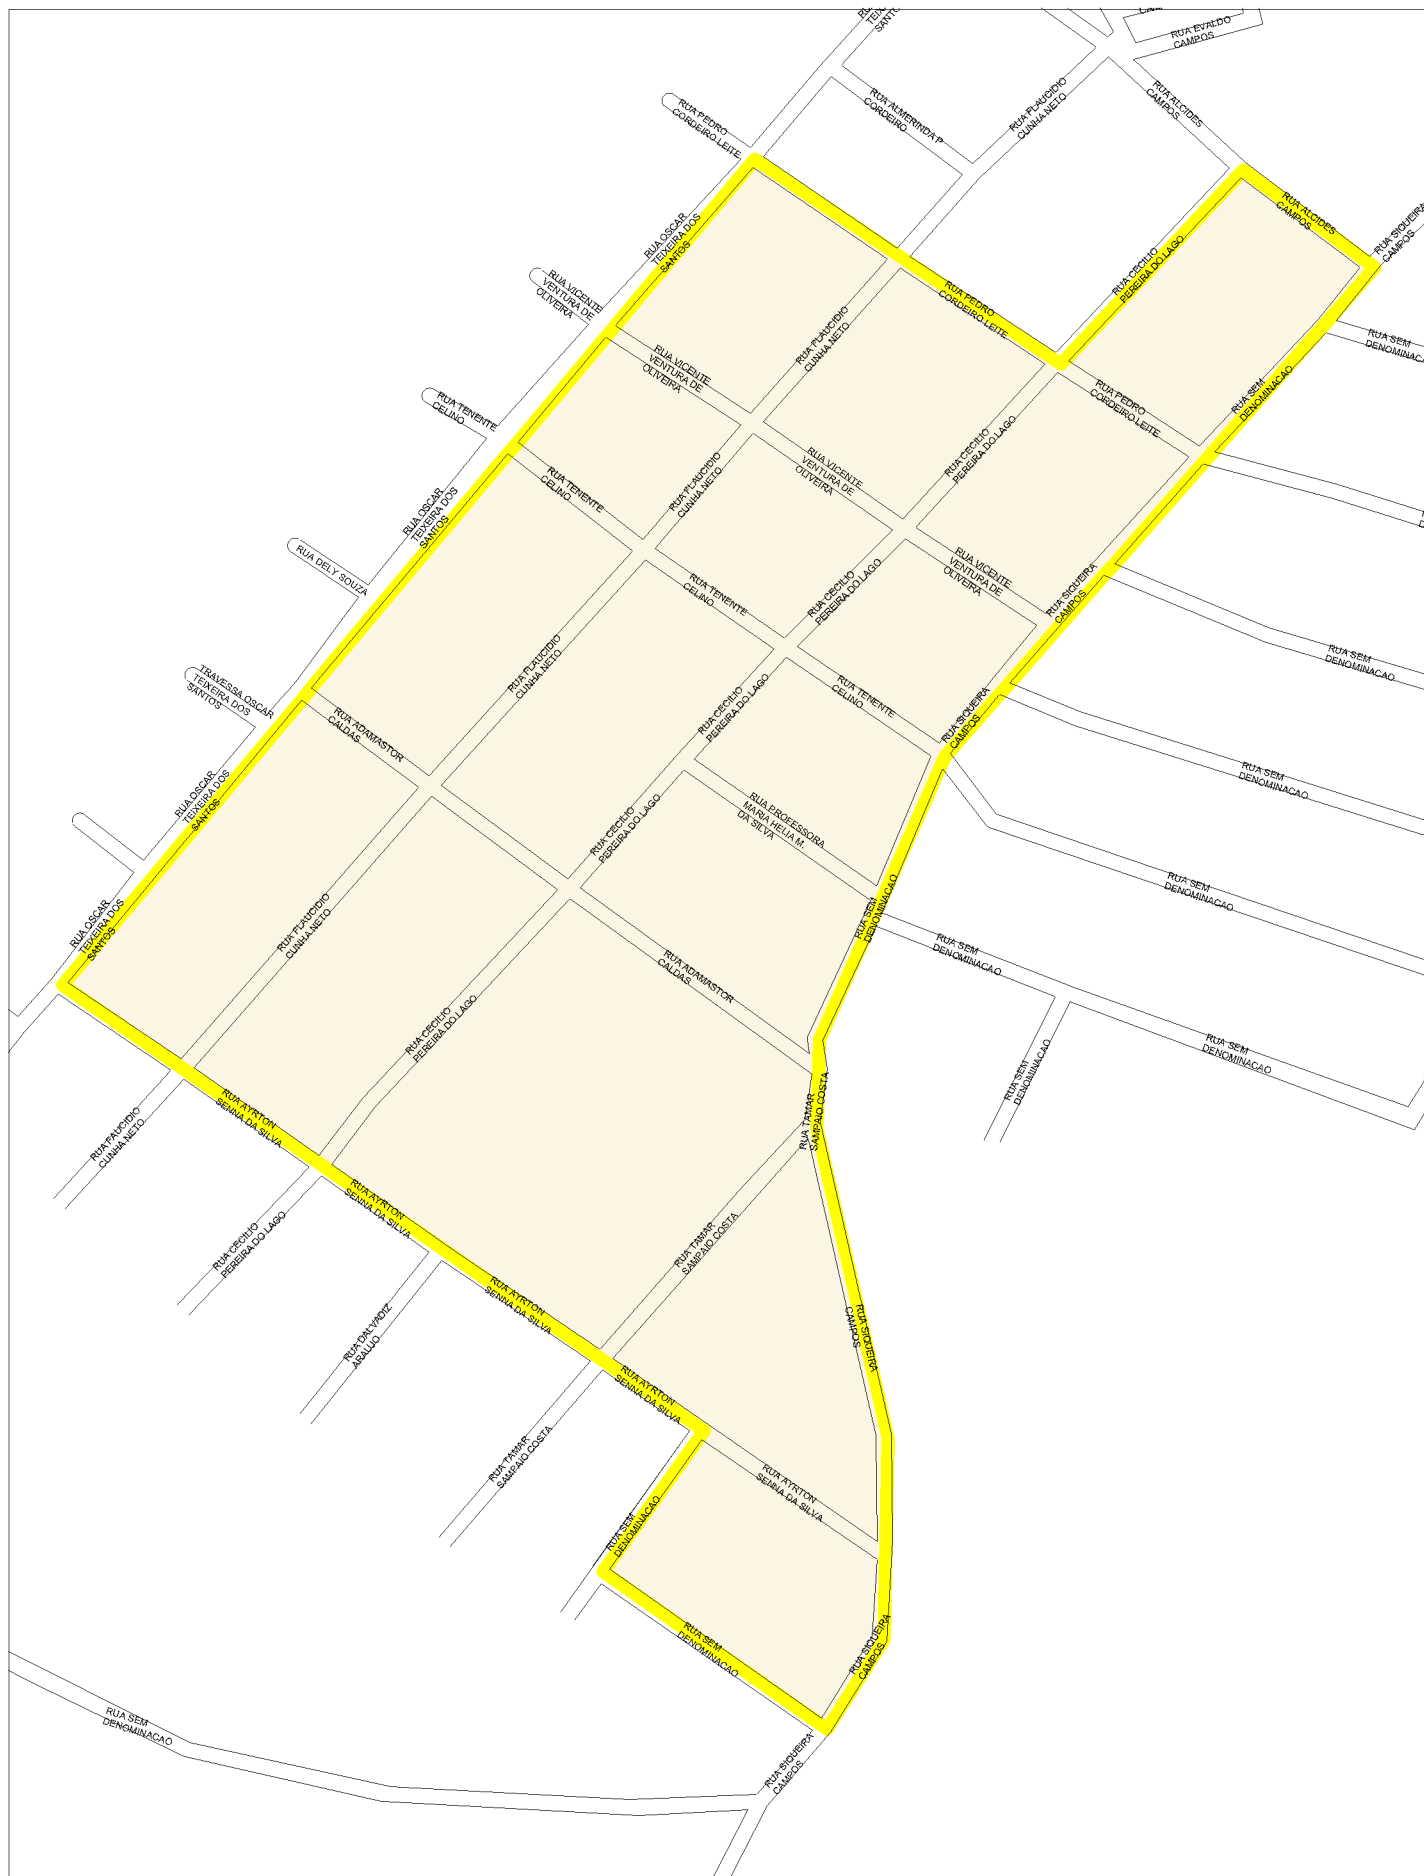 TEIXEIRA DOS
SANTOS
RUA EVALDO
CAMPOS
RUA ALCIDES
CAMPOS
RUA FLAUCIDIO
CUNHA NETO
RUA ALMERINDA P
CORDEIRO
RUA PEDRO
CORDEIRO LEITE
RUA ALCIDES
CAMPOS
RUA SIQUEIRA
CAMPOS
RUA OSCAR
TEIXEIRA DOS
SANTOS
RUA CECILIO
PEREIRA DO LAGO
RUA VICENTE
VENTURA DE
OLIVEIRA
RUA PEDRO
CORDEIRO LEITE
RUA FLAUCIDIO
CUNHA NETO
RUA SEM
RUA VICENTE
VENTURA DE
OLIVEIRA
RUA SEM
DENOMINACAO
RUA PEDRO
CORDEIRO LEITE
RUA TENENTE
CELINO
RUA CECILIO
PEREIRA DO LAGO
RUA VICENTE
VENTURA DE
OLIVEIRA
RUA FLAUCIDIO
CUNHA NETO
RUA TENENTE
CELINO
RUA OSCAR
TEIXEIRA DOS
SANTOS
RUA DELY SOUZA
RUA VICENTE
VENTURA DE
OLIVEIRA
RUA SIQUEIRA
CAMPOS
RUA TENENTE
CELINO
RUA CECILIO
PEREIRA DO LAGO
RUA SEM
DENOMINACAO
RUA FLAUCIDIO
CUNHA NETO
TRAVESSA OSCAR
TEIXEIRA DOS
SANTOS
RUA TENENTE
CELINO
RUA CECILIO
PEREIRA DO LAGO
RUA SIQUEIRA
CAMPOS
RUA ADAMASTOR
CALDAS
RUA SEM
DENOMINACAO
RUA OSCAR
TEIXEIRA DOS
SANTOS
RUA PROFESSORA
MARIA HELIA M.
DA SILVA
RUA CECILIO
PEREIRA DO LAGO
RUA SEM
DENOMINACAO
RUA OSCAR
TEIXEIRA DOS
SANTOS
RUA FLAUCIDIO
CUNHA NETO
RUA SEM
DENOMINACAO
RUA SEM
DENOMINACAO
RUA ADAMASTOR
CALDAS
RUA CECILIO
PEREIRA DO LAGO
RUA SEM
DENOMINACAO
RUA SEM
DENOMINACAO
RUA TAMAR
SAMPAIO COSTA
RUA AYRTON
SENNA DA SILVA
RUA FAUCIDIO
CUNHA NETO
RUA AYRTON
SENNA DA SILVA
RUA CECILIO
PEREIRA DO LAGO
RUA TAMAR
SAMPAIO COSTA
RUA AYRTON
SENNA DA SILVA
RUA DALVADIZ
ARAUJO
RUA SIQUEIRA
CAMPOS
RUA AYRTON
SENNA DA SILVA
RUA TAMAR
SAMPAIO COSTA
RUA AYRTON
SENNA DA SILVA
RUA SEM
DENOMINACAO
RUA SEM
DENOMINACAO
RUA SIQUEIRA
CAMPOS
RUA SEM
DENOMINACAO
RUA SIQUEIRA
CAMPOS